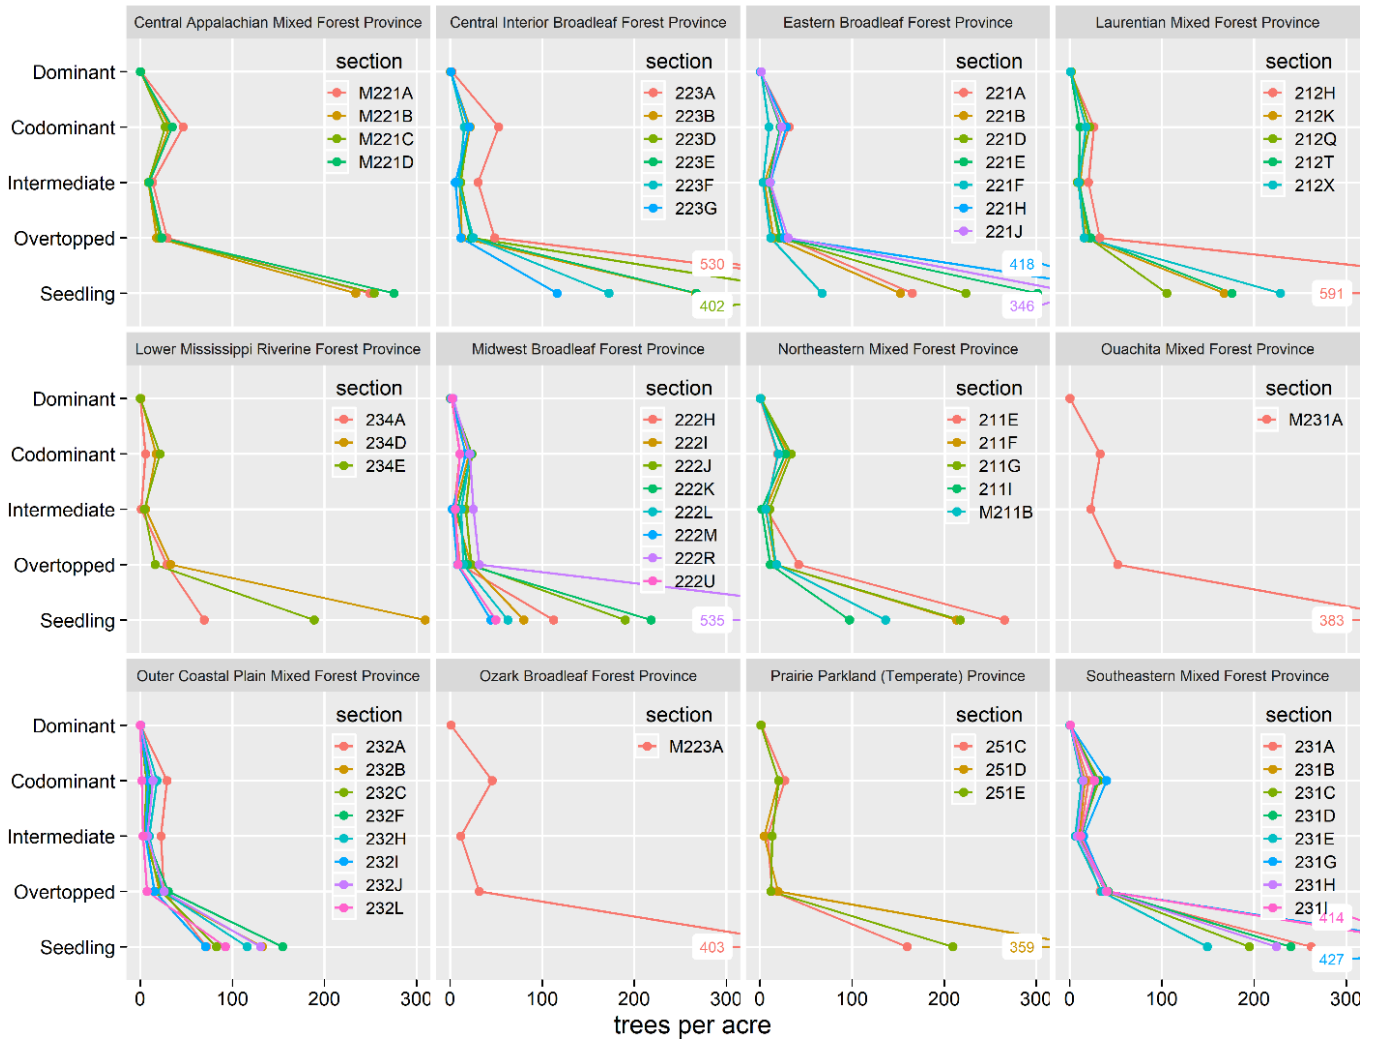 Central Appalachian Mixed Forest Province
Central Interior Broadleaf Forest Province
Eastern Broadleaf Forest Province
Laurentian Mixed Forest Province
Dominant
Codominant
Intermediate
Overtopped
Seedling
section
M221A
M221B
M221C
M221D
section
223A
223B
223D
223E
223F
223G
530
402
section
221A
221B
221D
221E
221F
221H
221J
418
346
section
212H
212K
212Q
212T
212X
591
Lower Mississippi Riverine Forest Province
Midwest Broadleaf Forest Province
Northeastern Mixed Forest Province
Ouachita Mixed Forest Province
Dominant
Codominant
Intermediate
Overtopped
Seedling
section
234A
234D
234E
section
222H
222I
222J
222K
222L
222M
222R
222U
535
section
211E
211F
211G
211I
M211B
section
M231A
383
Outer Coastal Plain Mixed Forest Province
Ozark Broadleaf Forest Province
Prairie Parkland (Temperate) Province
Southeastern Mixed Forest Province
Dominant
Codominant
Intermediate
Overtopped
Seedling
section
232A
232B
232C
232F
232H
232I
232J
232L
section
M223A
403
section
251C
251D
251E
359
section
231A
231B
231C
231D
231E
231G
231H
231I
414
427
0 100 200 300
0 100 200 300
0 100 200 300
0 100 200 300
trees per acre